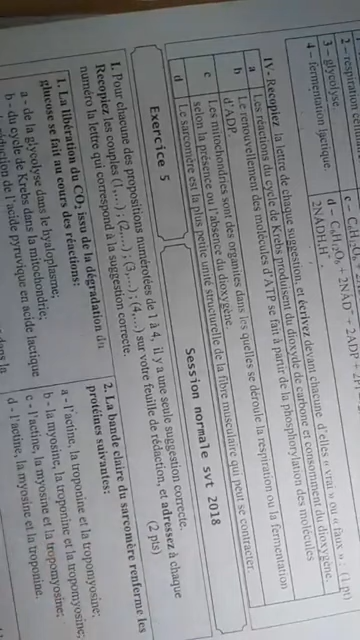 2 – respiration
3 – glycolyse.
4 – fermentation lactique.
d – C₆H₁₂O₆ + 2NAD⁺ + 2ADP +
2NADH,H⁺.
IV- Recopiez la lettre de chaque suggestion, et écrivez devant chacune d'elles « vrai » ou « faux » : (1 pt)
a Les réactions du cycle de Krebs produisent du dioxyde de carbone et consomment du dioxygène.
b Le renouvellement des molécules d'ATP se fait à partir de la phosphorylation des molécules
d'ADP.
c Les mitochondries sont des organites dans lesquelles se déroule la respiration ou la fermentation
selon la présence ou l'absence du dioxygène.
d Le sarcomère est la plus petite unité structurelle de la fibre musculaire qui peut se contracter.
Exercice 5
Session normale svt 2018
I. Pour chacune des propositions numérotées de 1 à 4, il y a une seule suggestion correcte.
Recopiez les couples (1,...) ; (2,...) ; (3,...) ; (4,...) sur votre feuille de rédaction, et adressez à chaque
numéro la lettre qui correspond à la suggestion correcte. (2 pts)
1. La libération du CO₂ issu de la dégradation du
glucose se fait au cours des réactions:
a - de la glycolyse dans le hyaloplasme;
b - du cycle de Krebs dans la mitochondrie;
de l'acide pyruvique en acide lactique
dans la
2. La bande claire du sarcomère renferme les
protéines suivantes:
a - l'actine, la troponine et la tropomyosine;
b - la myosine, la troponine et la tropomyosine;
c - l'actine, la myosine et la tropomyosine;
d - l'actine, la myosine et la troponine.